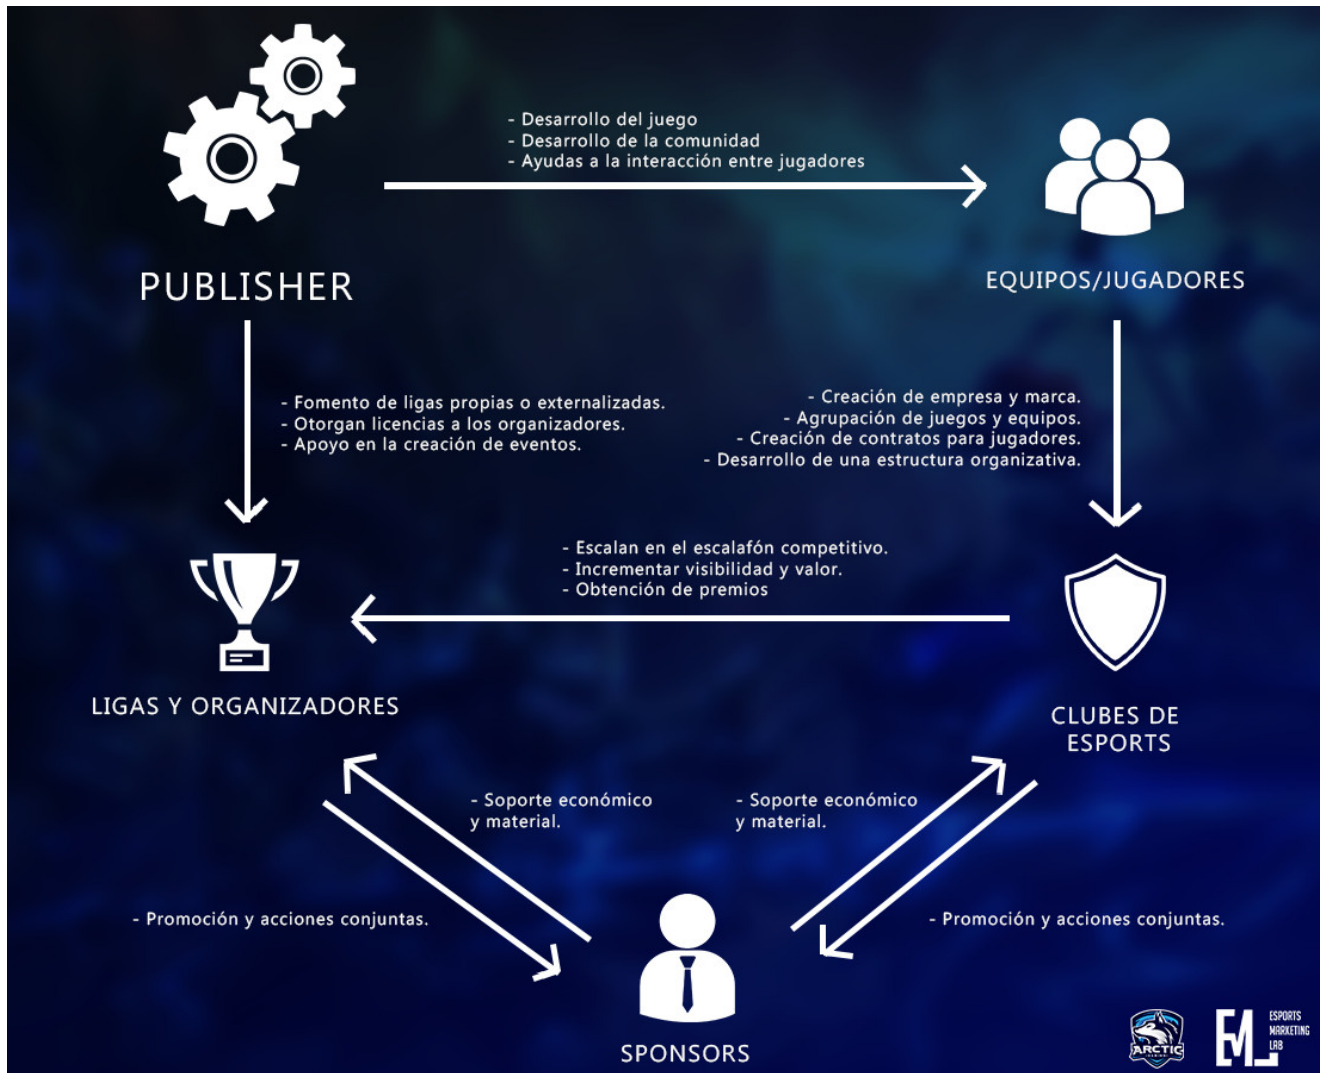 - Desarrollo del juego
- Desarrollo de la comunidad
- Ayudas a la interacción entre jugadores
PUBLISHER
EQUIPOS/JUGADORES
- Fomento de ligas propias o externalizadas.
- Otorgan licencias a los organizadores.
- Apoyo en la creación de eventos.
- Creación de empresa y marca.
- Agrupación de juegos y equipos.
- Creación de contratos para jugadores.
- Desarrollo de una estructura organizativa.
- Escalan en el escalafón competitivo.
- Incrementar visibilidad y valor.
- Obtención de premios
LIGAS Y ORGANIZADORES
CLUBES DE
ESPORTS
- Soporte económico
y material.
- Soporte económico
y material.
- Promoción y acciones conjuntas.
- Promoción y acciones conjuntas.
SPONSORS
ARCTIC
EML
ESPORTS
MARKETING
LAB